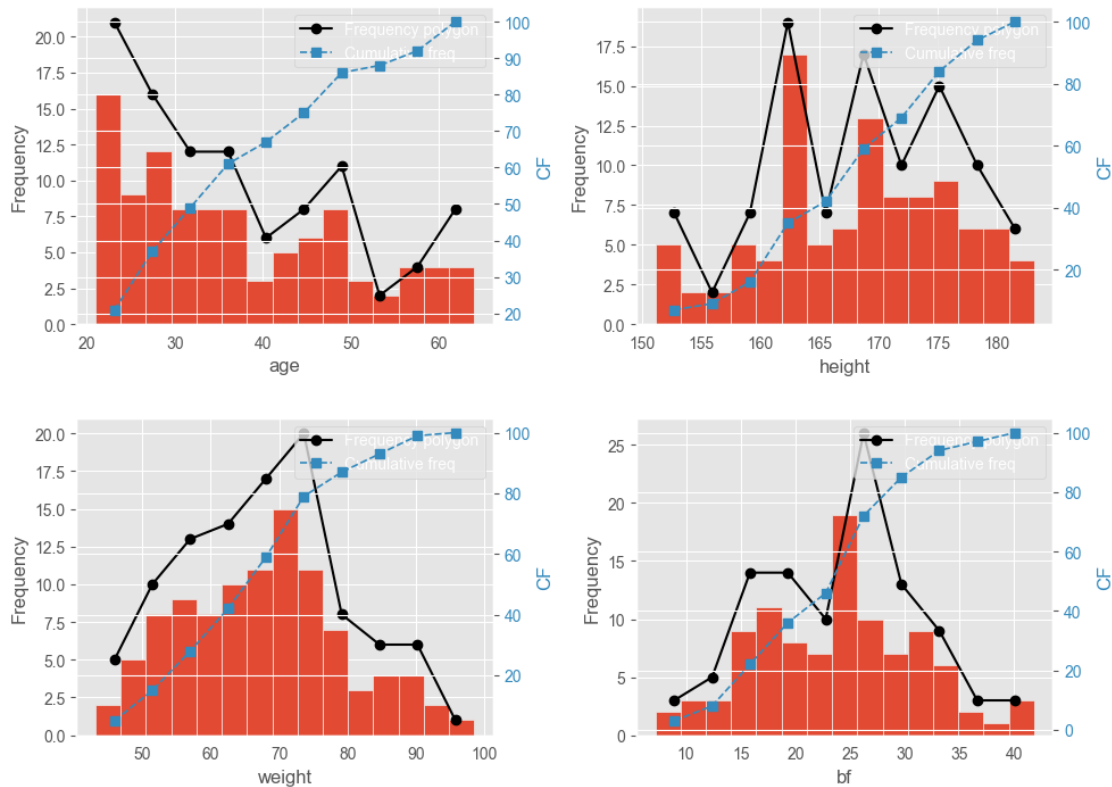 Frequency polygon
Cumulative freq
20.0
17.5
15.0
12.5
10.0
7.5
5.0
2.5
0.0
Frequency
100
90
80
70
60
50
40
30
20
CF
20 30 40 50 60
age
Frequency polygon
Cumulative freq
17.5
15.0
12.5
10.0
7.5
5.0
2.5
0.0
Frequency
100
80
60
40
20
CF
150 155 160 165 170 175 180
height
Frequency polygon
Cumulative freq
20.0
17.5
15.0
12.5
10.0
7.5
5.0
2.5
0.0
Frequency
100
80
60
40
20
CF
50 60 70 80 90 100
weight
Frequency polygon
Cumulative freq
25
20
15
10
5
0
Frequency
100
80
60
40
20
0
CF
10 15 20 25 30 35 40
bf